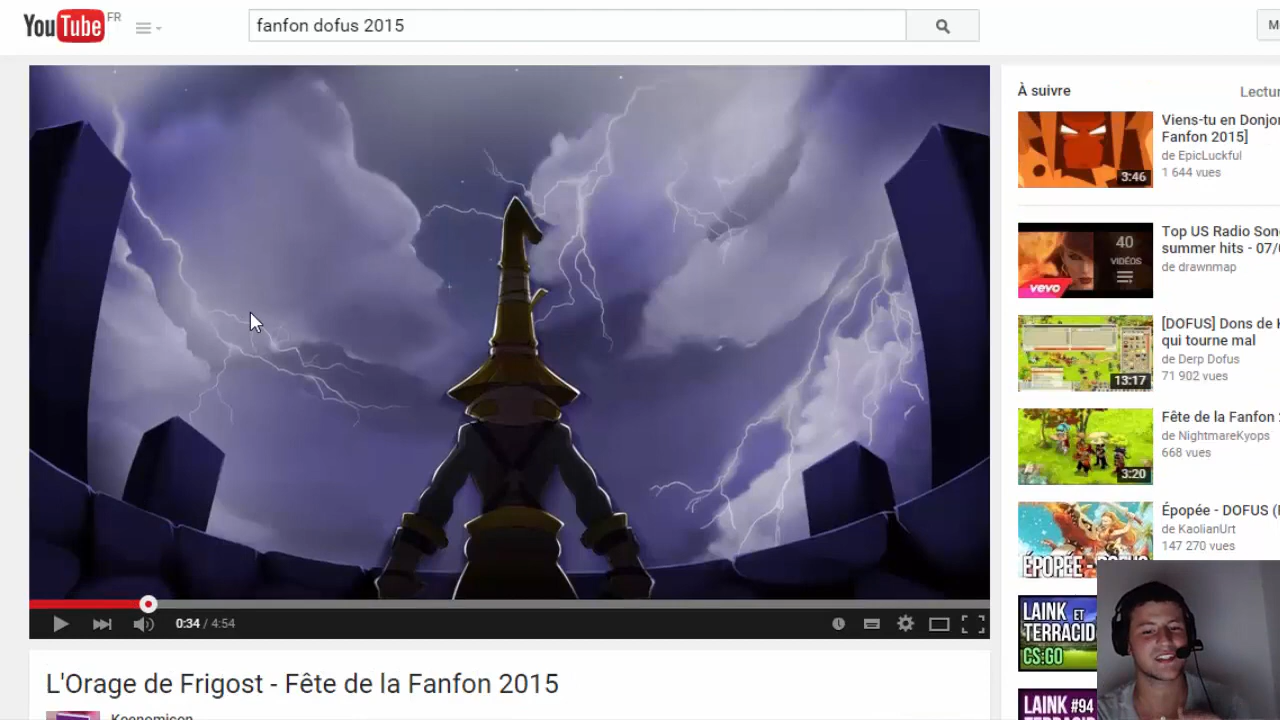 YouTube FR
fanfon dofus 2015
À suivre
Lectur
Viens-tu en Donjon
Fanfon 2015]
de EpicLuckful
1 644 vues
3:46
40
VIDÉOS
vevo
Top US Radio Son
summer hits - 07/
de drawnmap
[DOFUS] Dons de
qui tourne mal
de Derp Dofus
71 902 vues
13:17
Fête de la Fanfon
de NightmareKyops
668 vues
3:20
Épopée - DOFUS
de KaolianUrt
147 270 vues
ÉPOPÉE - DOFUS
LAINK ET
TERRACID
CS:GO
LAINK #94
TERRACID
0:34 / 4:54
L'Orage de Frigost - Fête de la Fanfon 2015
Koenomison